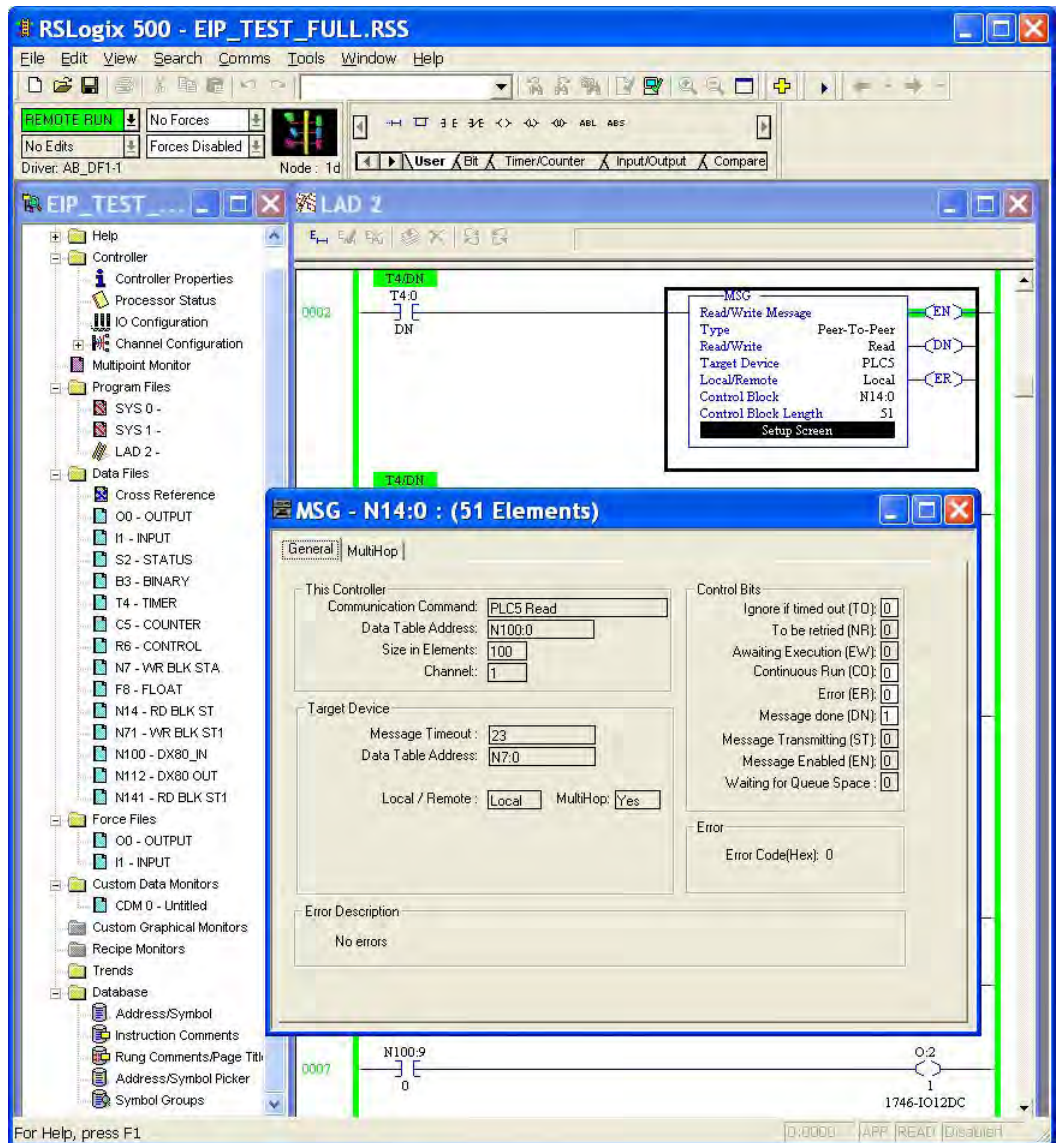 RSLogix 500 - EIP_TEST_FULL.RSS
File Edit View Search Comms Tools Window Help
REMOTE RUN No Forces
No Edits Forces Disabled
Driver: AB_DF1-1 Node : 1d
ABL ABS
User Bit Timer/Counter Input/Output Compare
EIP_TEST_...
Help
Controller
Controller Properties
Processor Status
IO Configuration
Channel Configuration
Multipoint Monitor
Program Files
SYS 0 -
SYS 1 -
LAD 2 -
Data Files
Cross Reference
O0 - OUTPUT
I1 - INPUT
S2 - STATUS
B3 - BINARY
T4 - TIMER
C5 - COUNTER
R6 - CONTROL
N7 - WR BLK STA
F8 - FLOAT
N14 - RD BLK ST
N71 - WR BLK ST1
N100 - DX80_IN
N112 - DX80 OUT
N141 - RD BLK ST1
Force Files
O0 - OUTPUT
I1 - INPUT
Custom Data Monitors
CDM 0 - Untitled
Custom Graphical Monitors
Recipe Monitors
Trends
Database
Address/Symbol
Instruction Comments
Rung Comments/Page Titl
Address/Symbol Picker
Symbol Groups
LAD 2
0002
T4/DN
T4:0
DN
MSG
Read/Write Message
Type Peer-To-Peer
Read/Write Read
Target Device PLC5
Local/Remote Local
Control Block N14:0
Control Block Length 51
Setup Screen
EN
DN
ER
T4/DN
MSG - N14:0 : (51 Elements)
General MultiHop
This Controller
Communication Command: PLC5 Read
Data Table Address: N100:0
Size in Elements: 100
Channel:: 1
Target Device
Message Timeout : 23
Data Table Address: N7:0
Local / Remote : Local MultiHop: Yes
Control Bits
Ignore if timed out (TO): 0
To be retried (NR): 0
Awaiting Execution (EW): 0
Continuous Run (CO): 0
Error (ER): 0
Message done (DN): 1
Message Transmitting (ST): 0
Message Enabled (EN): 0
Waiting for Queue Space : 0
Error
Error Code(Hex): 0
Error Description
No errors
0007
N100:9
0
O:2
1
1746-IO12DC
For Help, press F1
2:0000 APP READ Disabled